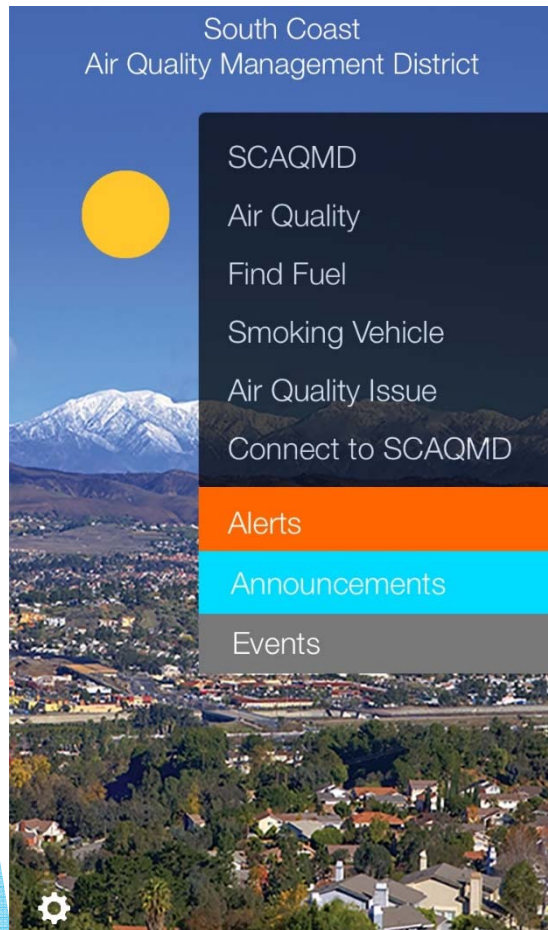 South Coast
Air Quality Management District
SCAQMD
Air Quality
Find Fuel
Smoking Vehicle
Air Quality Issue
Connect to SCAQMD
Alerts
Announcements
Events